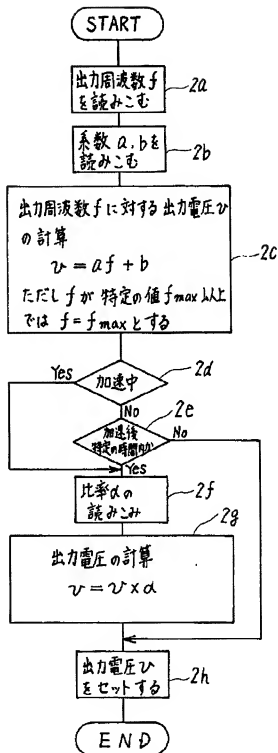 START
出力周波数f
を読みこむ
2a
系数a,bを
読みこむ
2b
出力周波数fに対する出力電圧υ
の計算
υ=af+b
ただしfが特定の値fmax以上
ではf=fmaxとする
2c
加速中
2d
Yes
No
加速後
特定の時間内か
2e
No
Yes
比率αの
読みこみ
2f
出力電圧の計算
υ=υ×α
2g
出力電圧υ
をセットする
2h
END